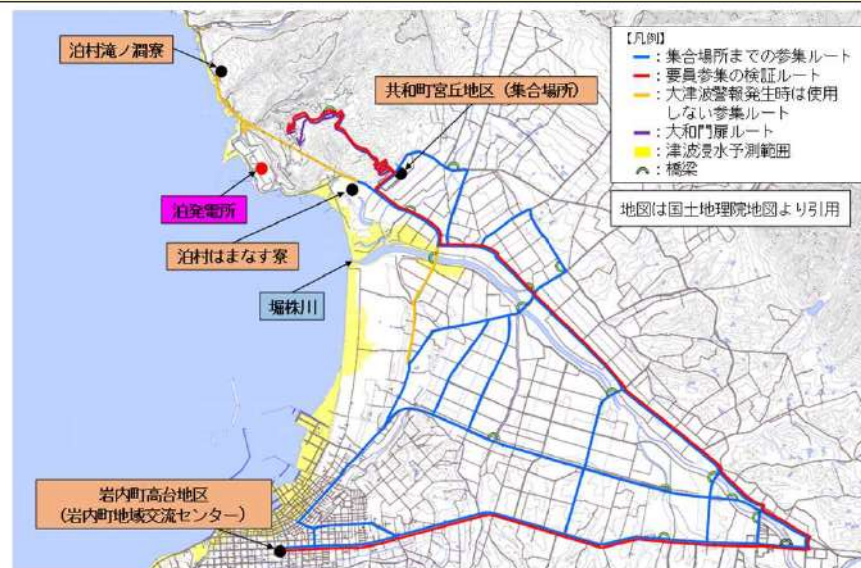 泊村滝ノ澗寮
共和町宮丘地区（集合場所）
【凡例】
：集合場所までの参集ルート
：要員参集の検証ルート
：大津波警報発生時は使用
しない参集ルート
：大和門扉ルート
：津波浸水予測範囲
：橋梁
地図は国土地理院地図より引用
泊発電所
泊村はまなす寮
堀株川
岩内町高台地区
（岩内町地域交流センター）